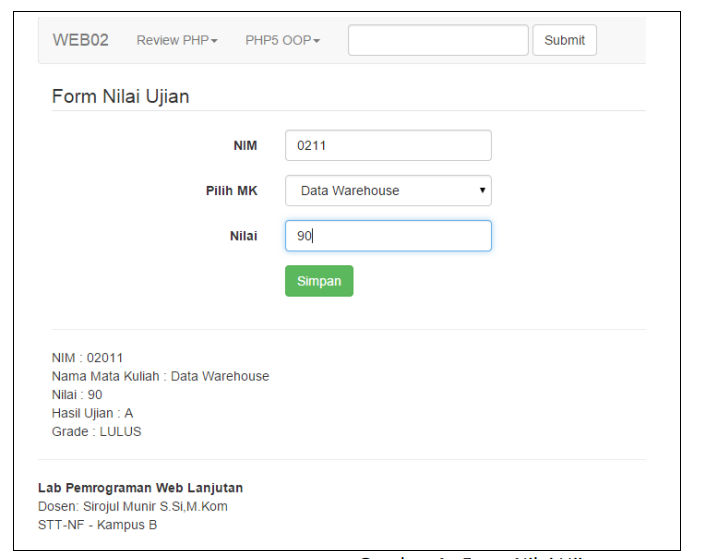 WEB02 Review PHP PHP5 OOP Submit
Form Nilai Ujian
NIM 0211
Pilih MK Data Warehouse
Nilai 90
Simpan
NIM : 02011
Nama Mata Kuliah : Data Warehouse
Nilai : 90
Hasil Ujian : A
Grade : LULUS
Lab Pemrograman Web Lanjutan
Dosen: Sirojul Munir S.Si,M.Kom
STT-NF - Kampus B